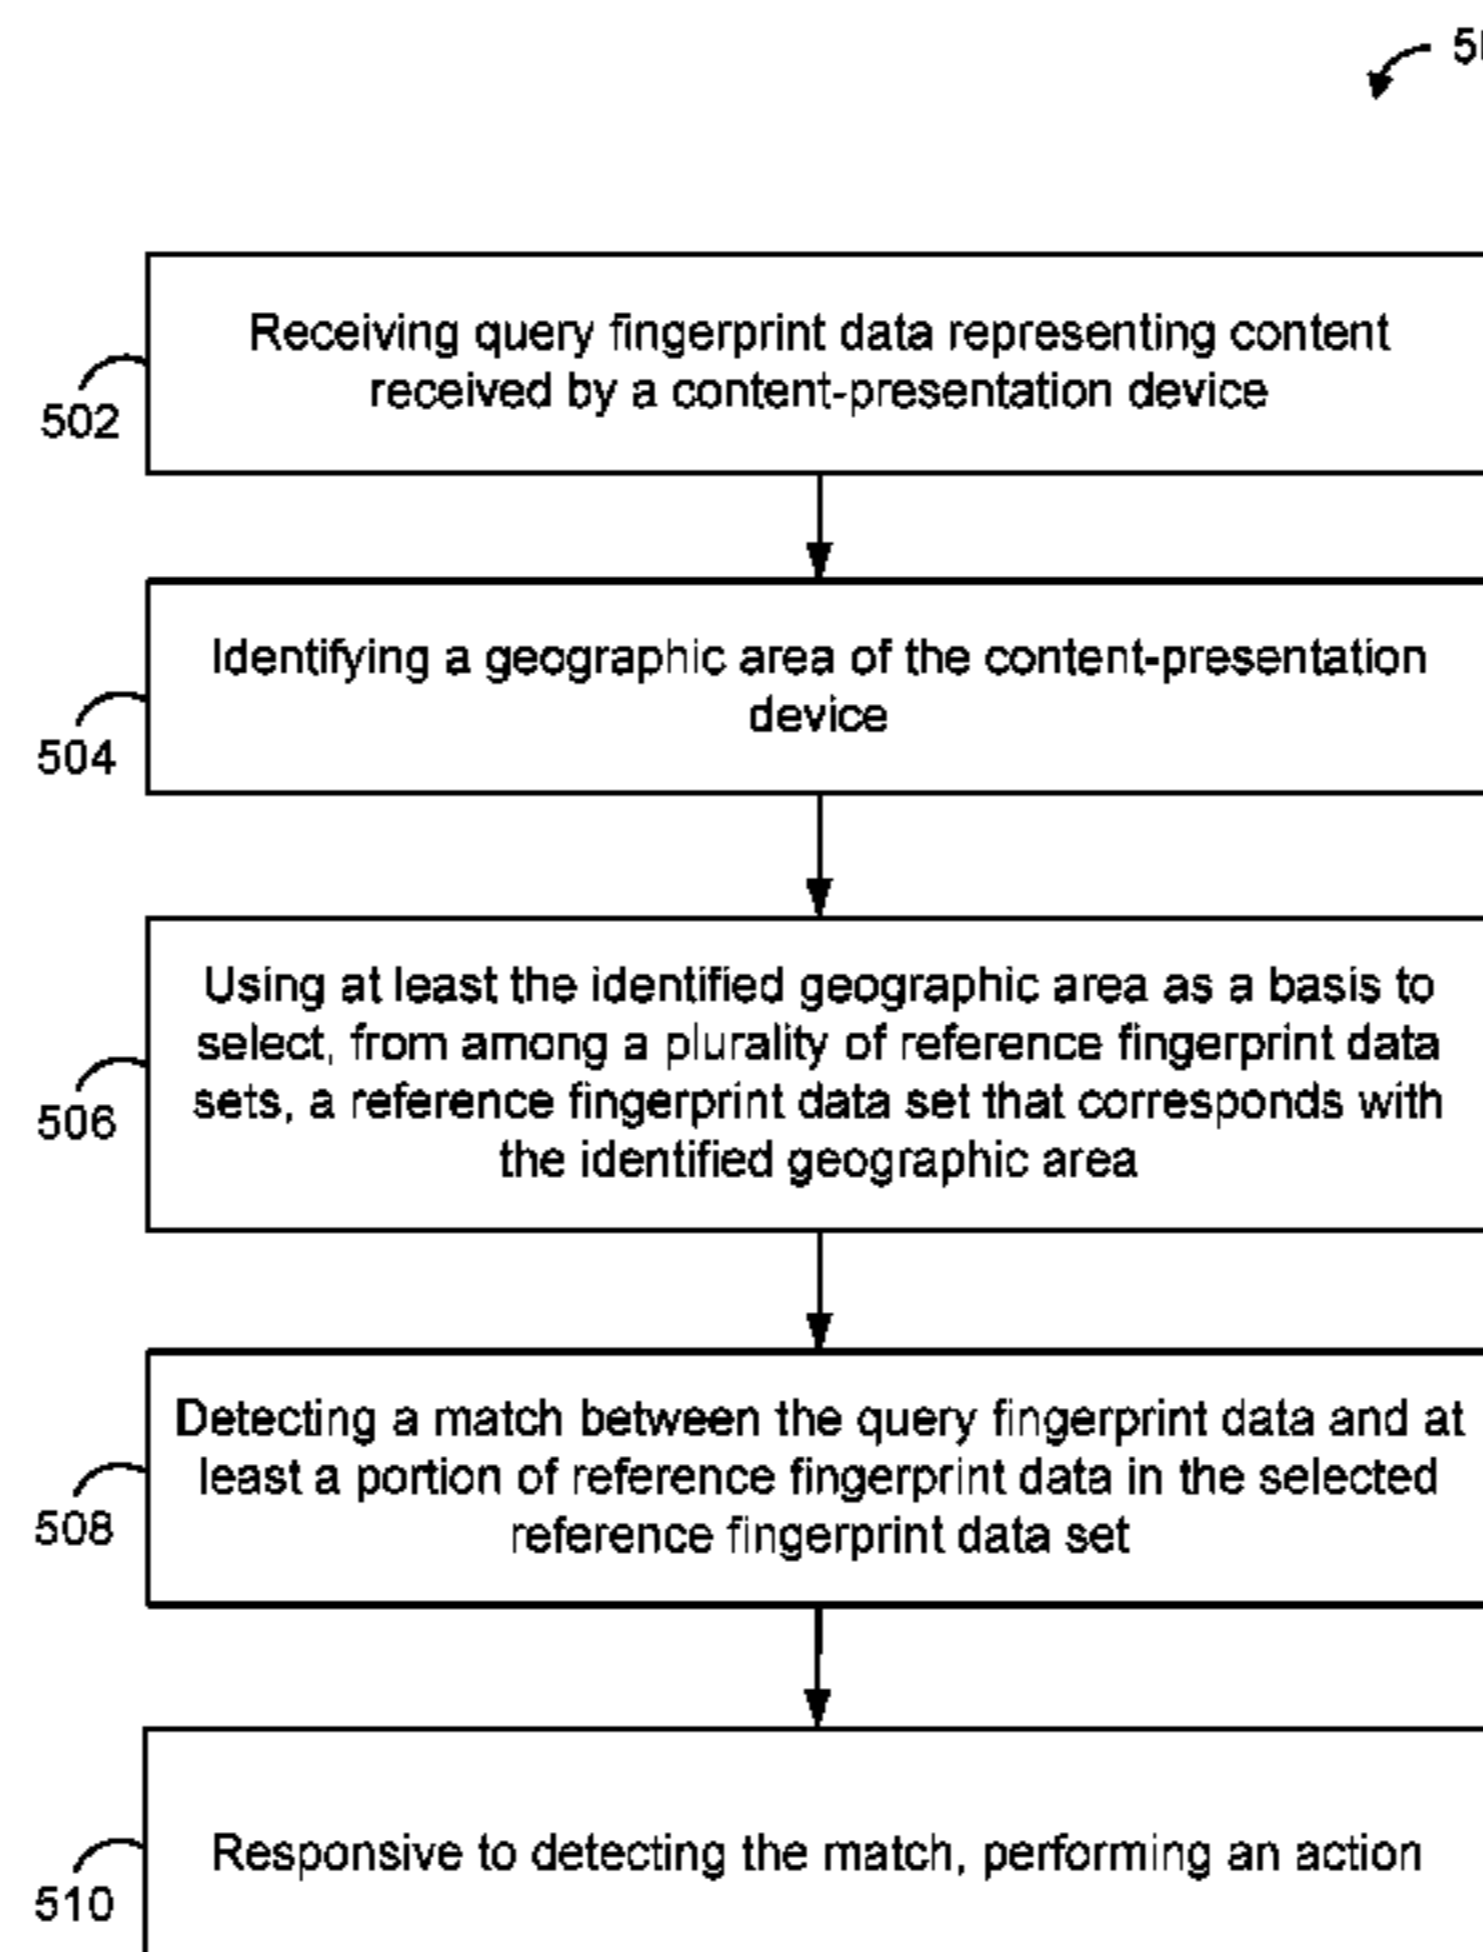 502
Receiving query fingerprint data representing content
received by a content-presentation device
504
Identifying a geographic area of the content-presentation
device
506
Using at least the identified geographic area as a basis to
select, from among a plurality of reference fingerprint data
sets, a reference fingerprint data set that corresponds with
the identified geographic area
508
Detecting a match between the query fingerprint data and at
least a portion of reference fingerprint data in the selected
reference fingerprint data set
510
Responsive to detecting the match, performing an action